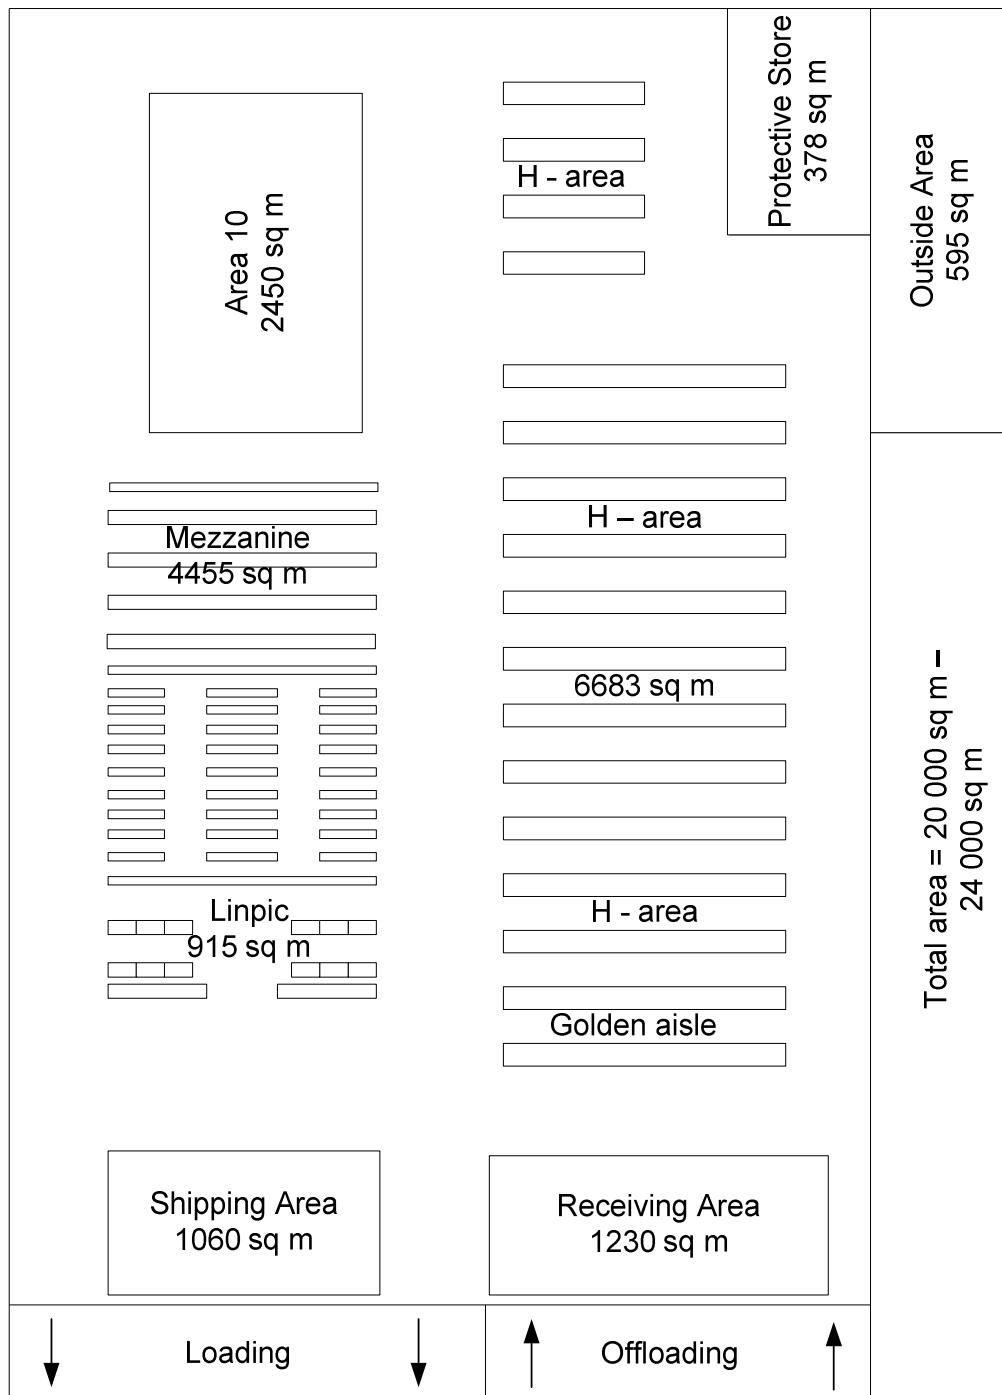 Protective Store
378 sq m
H - area
Outside Area
595 sq m
Area 10
2450 sq m
H – area
Mezzanine
4455 sq m
6683 sq m
Total area = 20 000 sq m –
24 000 sq m
Linpic
915 sq m
H - area
Golden aisle
Shipping Area
1060 sq m
Receiving Area
1230 sq m
Loading
Offloading